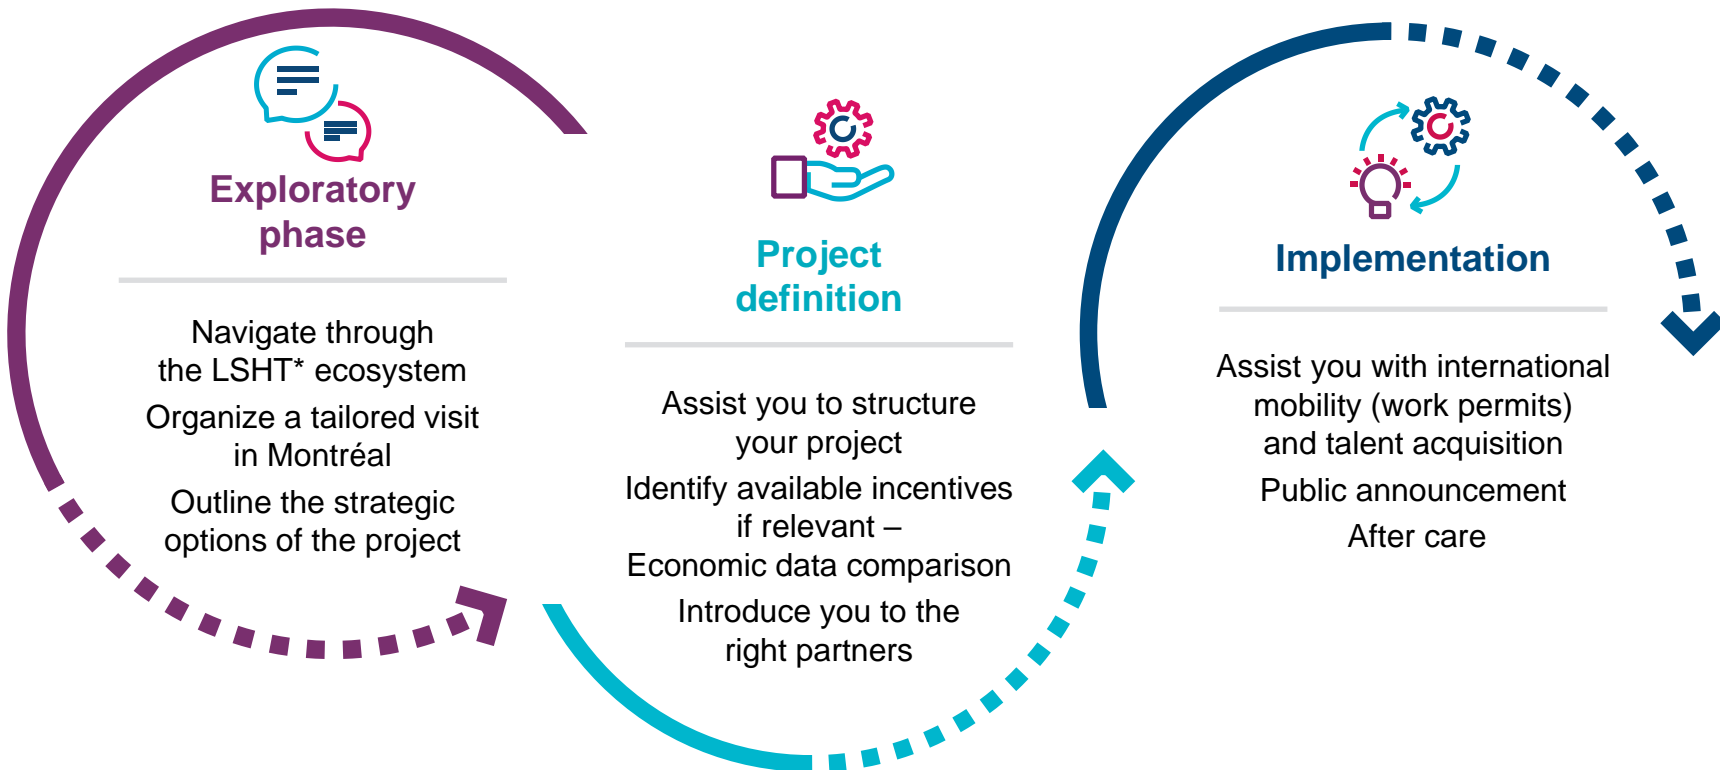 Exploratory
phase
Navigate through
the LSHT* ecosystem
Organize a tailored visit
in Montréal
Outline the strategic
options of the project
Project
definition
Assist you to structure
your project
Identify available incentives
if relevant –
Economic data comparison
Introduce you to the
right partners
Implementation
Assist you with international
mobility (work permits)
and talent acquisition
Public announcement
After care